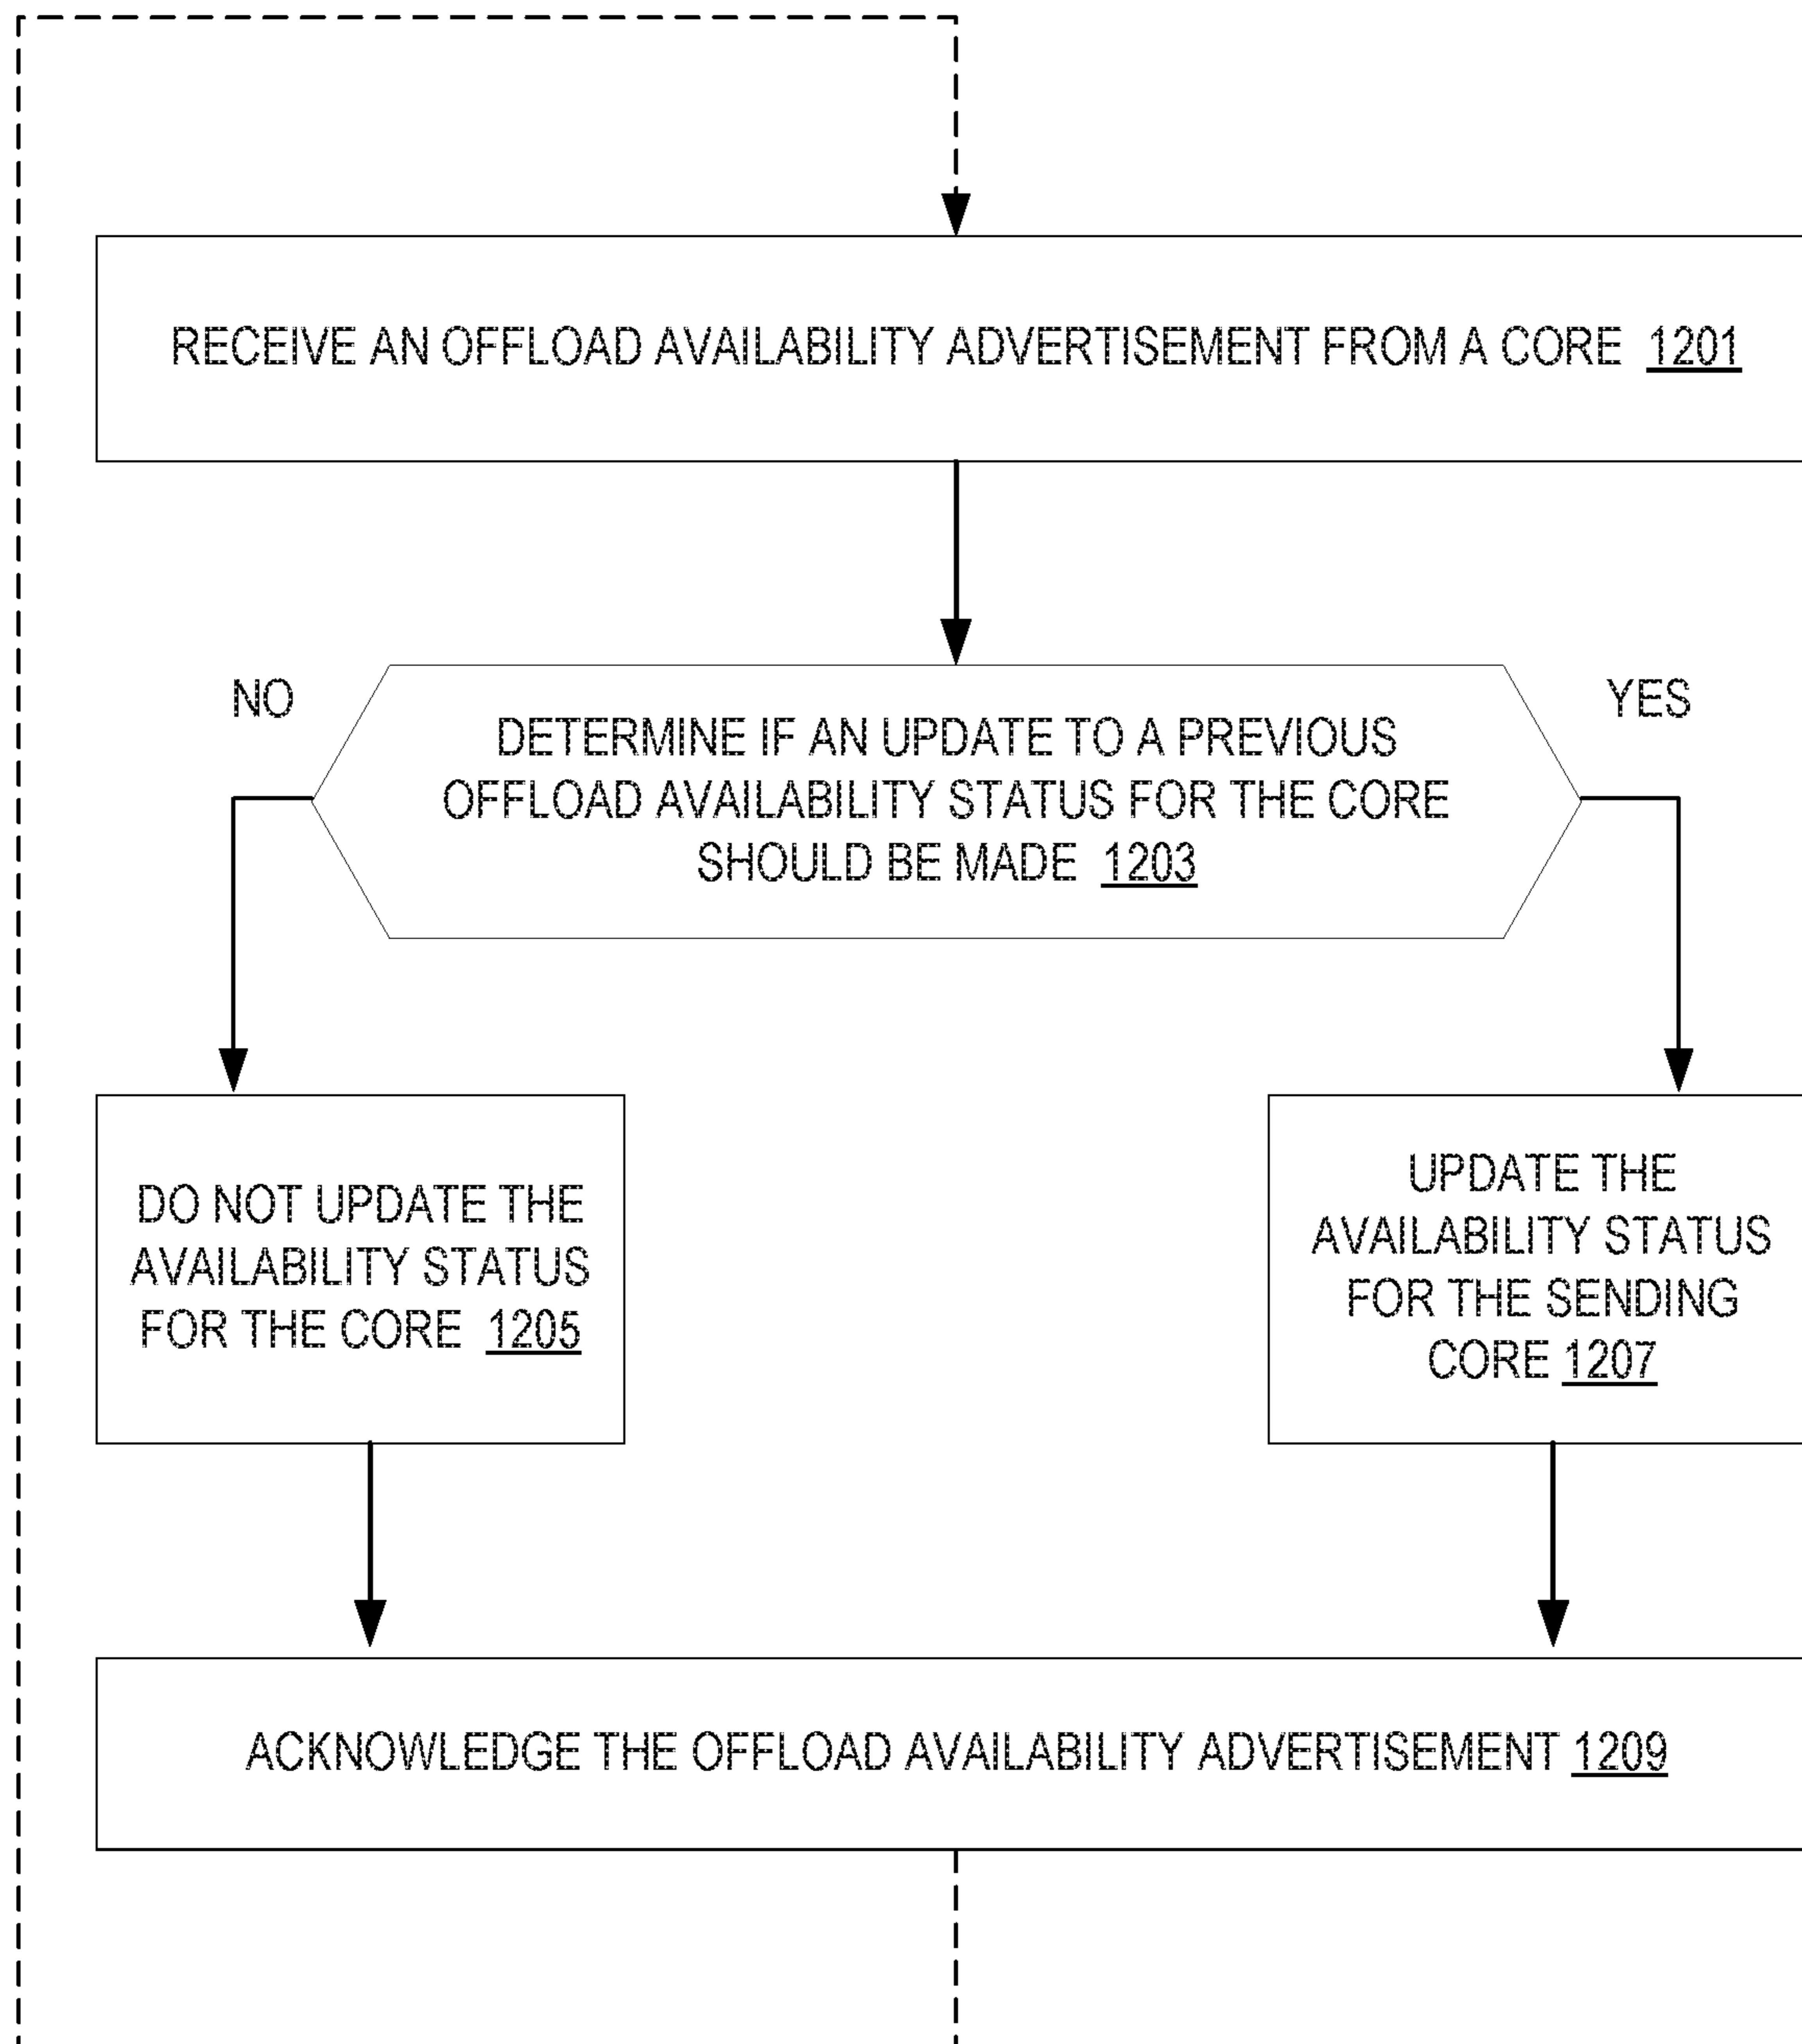 RECEIVE AN OFFLOAD AVAILABILITY ADVERTISEMENT FROM A CORE 1201
NO
YES
DETERMINE IF AN UPDATE TO A PREVIOUS
OFFLOAD AVAILABILITY STATUS FOR THE CORE
SHOULD BE MADE 1203
DO NOT UPDATE THE
AVAILABILITY STATUS
FOR THE CORE 1205
UPDATE THE
AVAILABILITY STATUS
FOR THE SENDING
CORE 1207
ACKNOWLEDGE THE OFFLOAD AVAILABILITY ADVERTISEMENT 1209